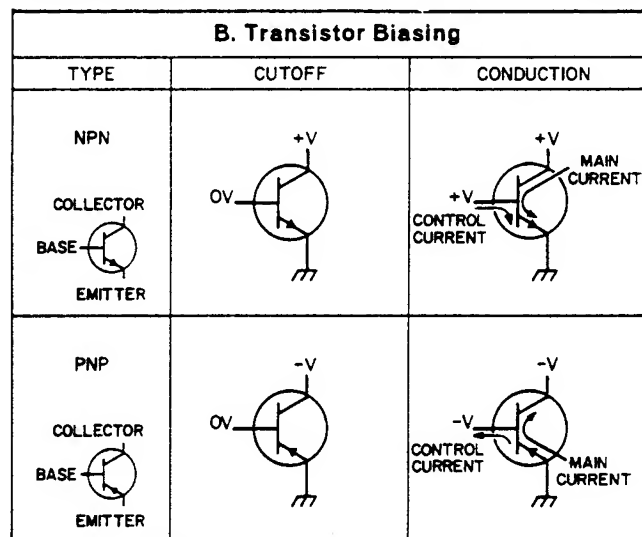 B. Transistor Biasing
TYPE
CUTOFF
CONDUCTION
NPN
COLLECTOR
BASE
EMITTER
+V
OV
+V
+V
MAIN
CURRENT
CONTROL
CURRENT
PNP
COLLECTOR
BASE
EMITTER
-V
OV
-V
-V
CONTROL
CURRENT
MAIN
CURRENT